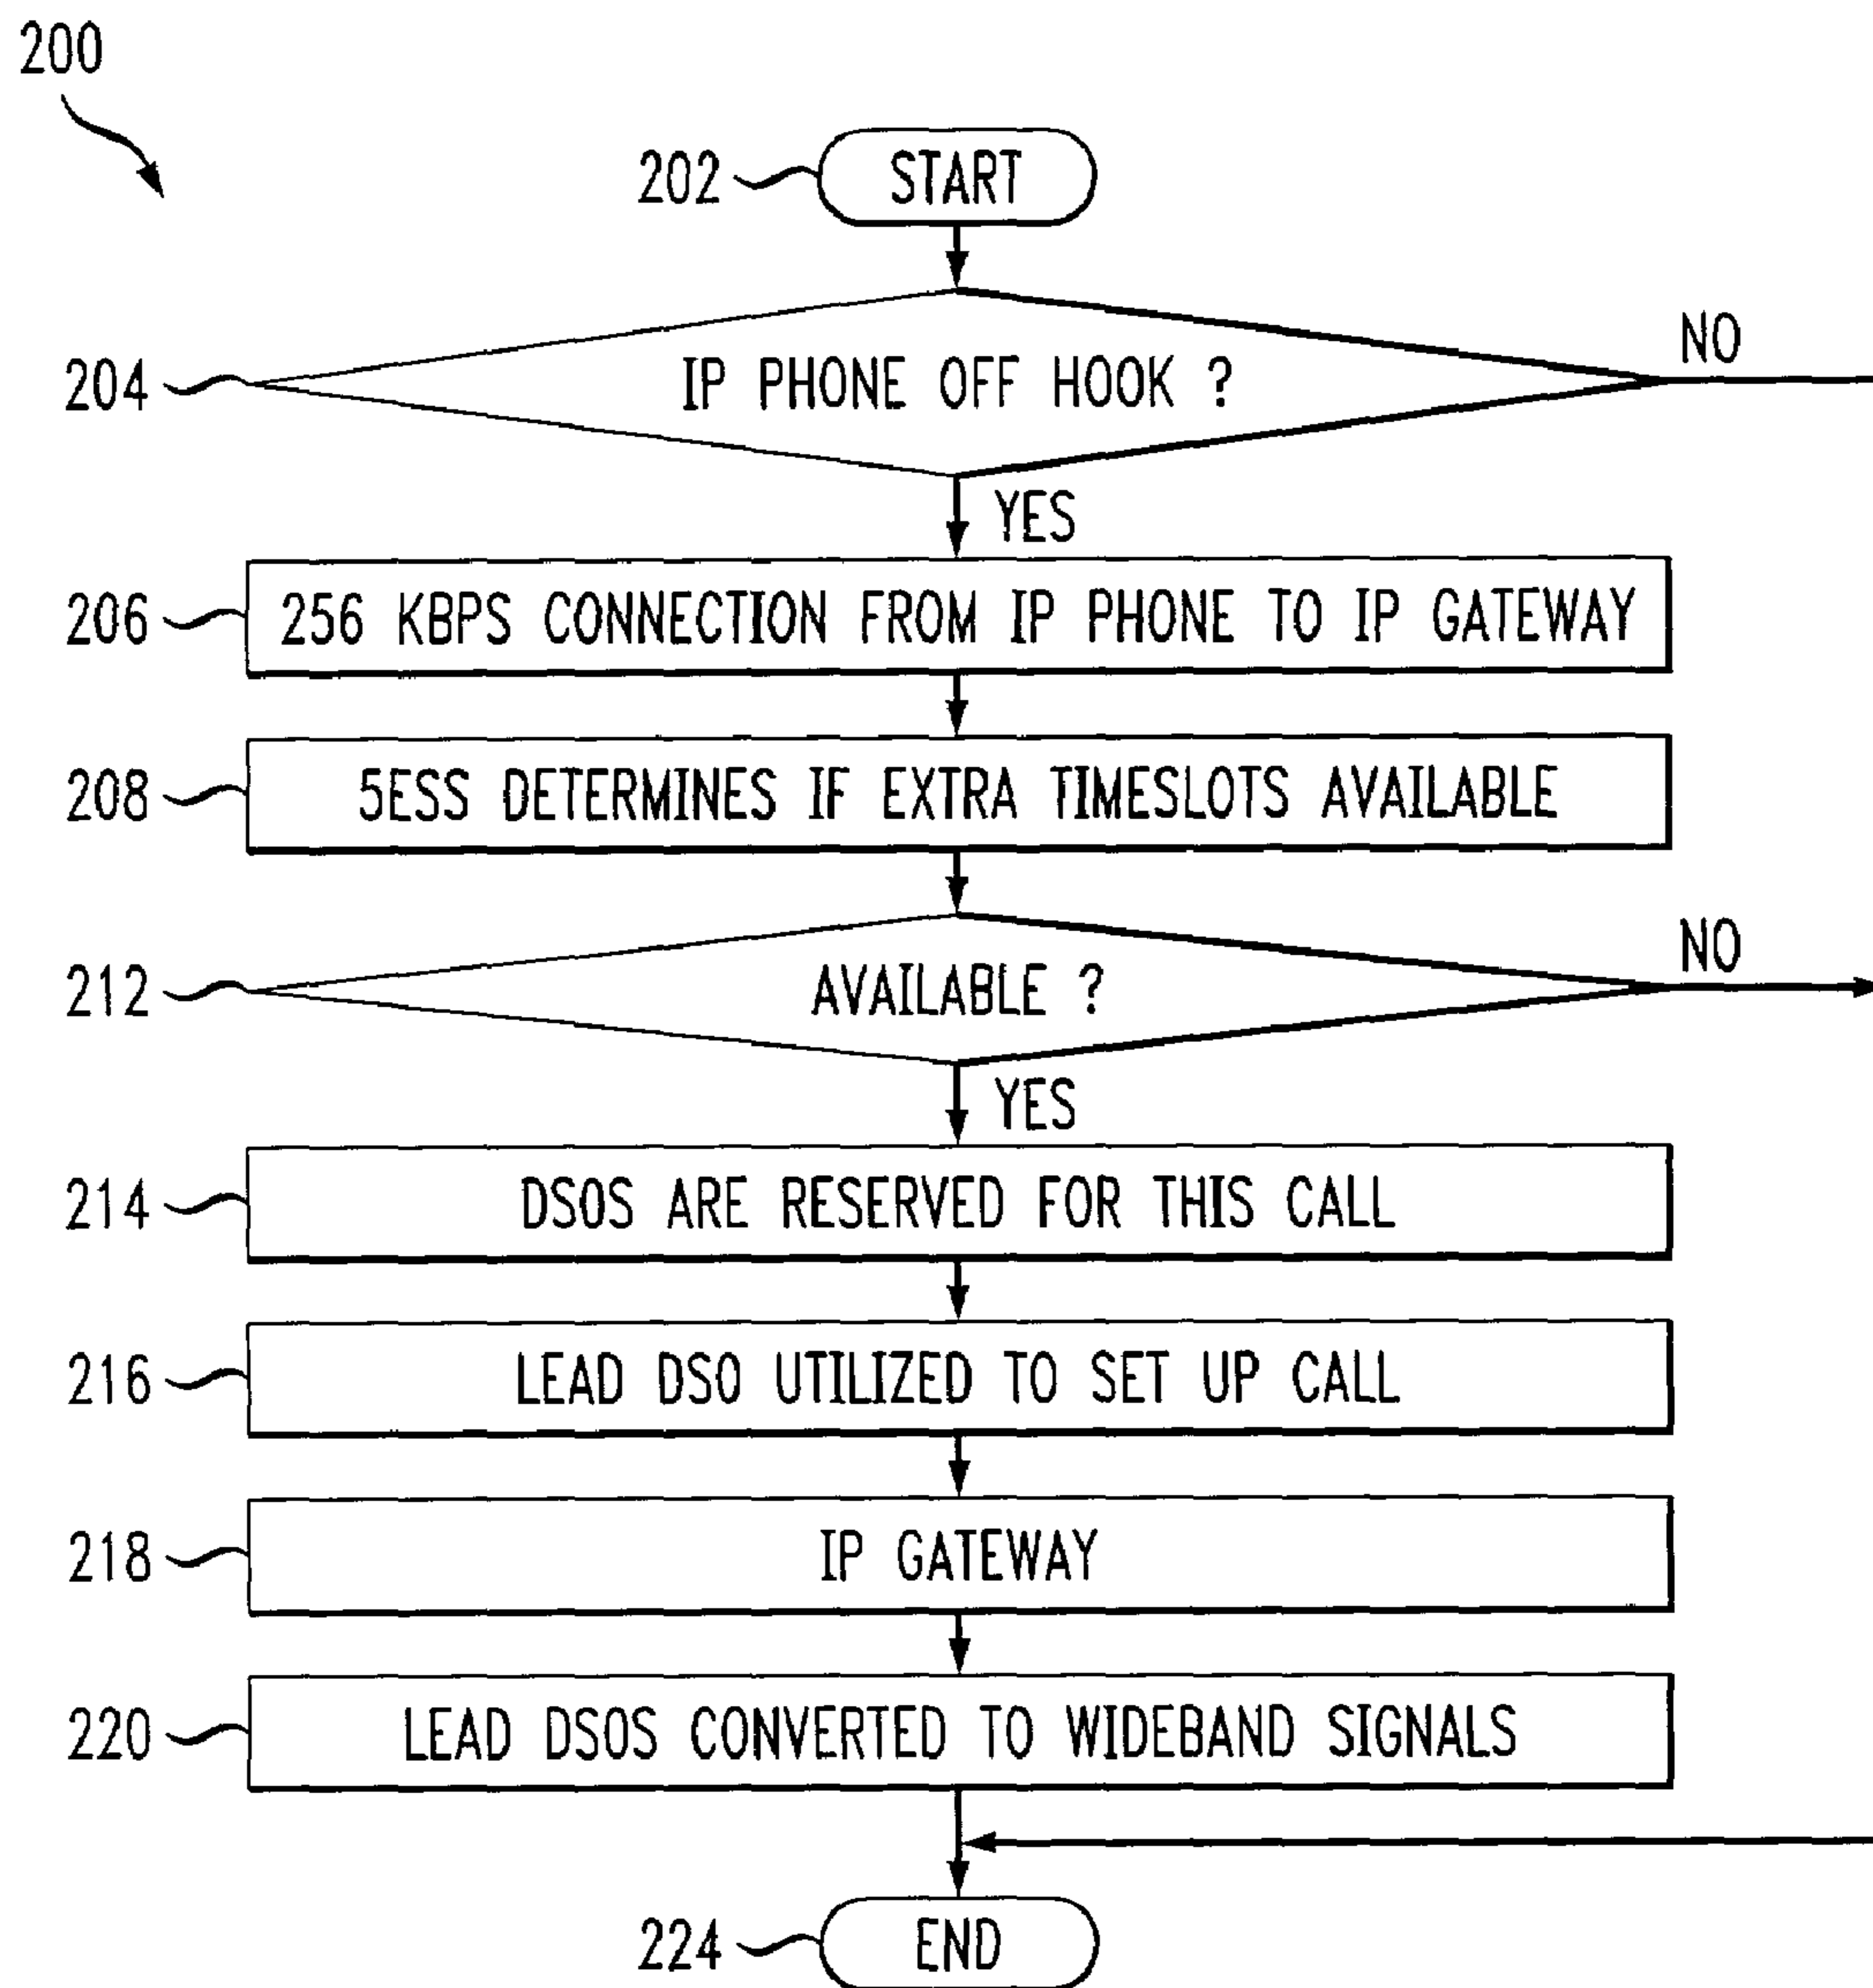 200
202 START
204 IP PHONE OFF HOOK ? NO
YES
206 256 KBPS CONNECTION FROM IP PHONE TO IP GATEWAY
208 5ESS DETERMINES IF EXTRA TIMESLOTS AVAILABLE
212 AVAILABLE ? NO
YES
214 DSOS ARE RESERVED FOR THIS CALL
216 LEAD DSO UTILIZED TO SET UP CALL
218 IP GATEWAY
220 LEAD DSOS CONVERTED TO WIDEBAND SIGNALS
224 END